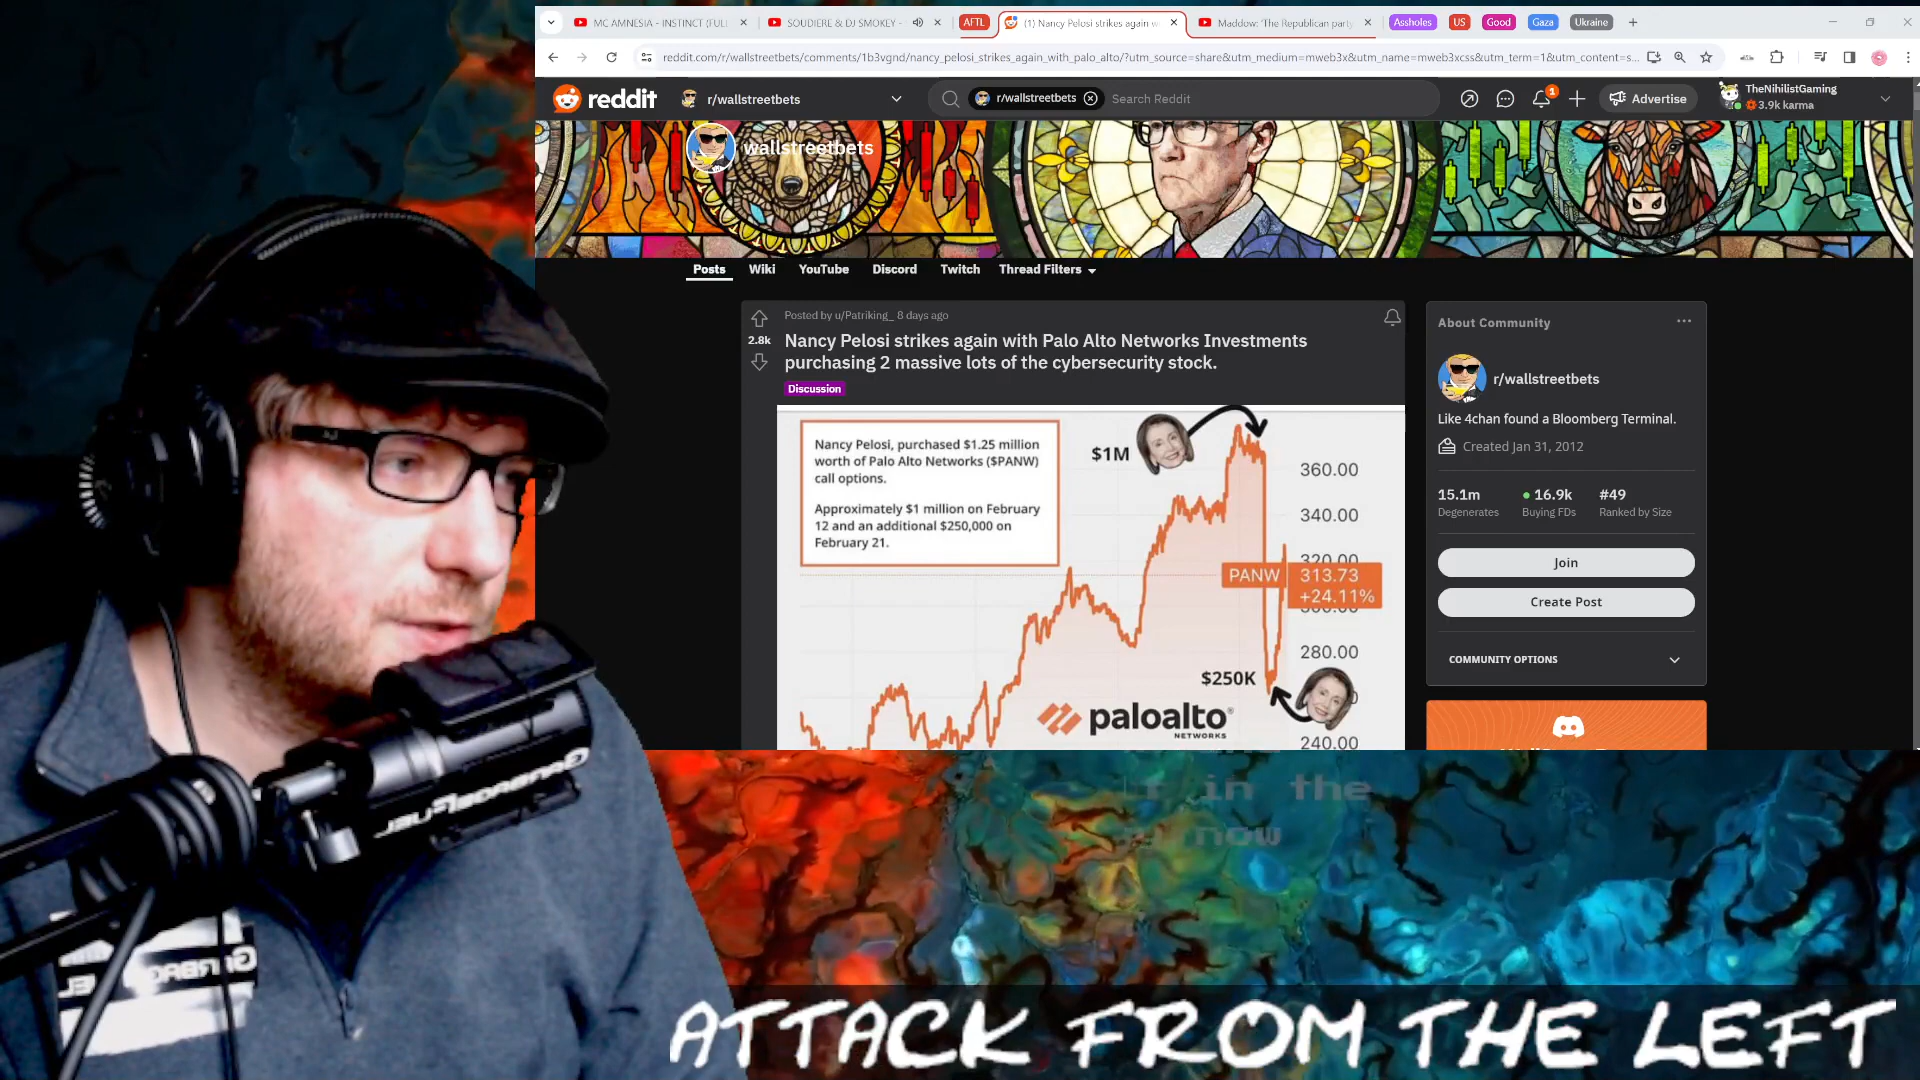 MC AMNESIA - INSTINCT (FUL
SOUDIERE & DJ SMOKEY -
AFTL
(1) Nancy Pelosi strikes again w
Maddow: 'The Republican party
Assholes
US
Good
Gaza
Ukraine
reddit.com/r/wallstreetbets/comments/1b3vgnd/nancy_pelosi_strikes_again_with_palo_alto/?utm_source=share&utm_medium=mweb3x&utm_name=mweb3xcss&utm_term=1&utm_content=s...
reddit
r/wallstreetbets
r/wallstreetbets
Search Reddit
1
Advertise
TheNihilistGaming
3.9k karma
wallstreetbets
Posts
Wiki
YouTube
Discord
Twitch
Thread Filters
Posted by u/Patriking_ 8 days ago
2.8k
Nancy Pelosi strikes again with Palo Alto Networks Investments
purchasing 2 massive lots of the cybersecurity stock.
Discussion
Nancy Pelosi, purchased $1.25 million
worth of Palo Alto Networks ($PANW)
call options.
Approximately $1 million on February
12 and an additional $250,000 on
February 21.
$1M
360.00
340.00
320.00
PANW
313.73
+24.11%
280.00
$250K
paloalto
NETWORKS
240.00
About Community
r/wallstreetbets
Like 4chan found a Bloomberg Terminal.
Created Jan 31, 2012
15.1m
Degenerates
16.9k
Buying FDs
#49
Ranked by Size
Join
Create Post
COMMUNITY OPTIONS
in the
now
ATTACK FROM THE LEFT